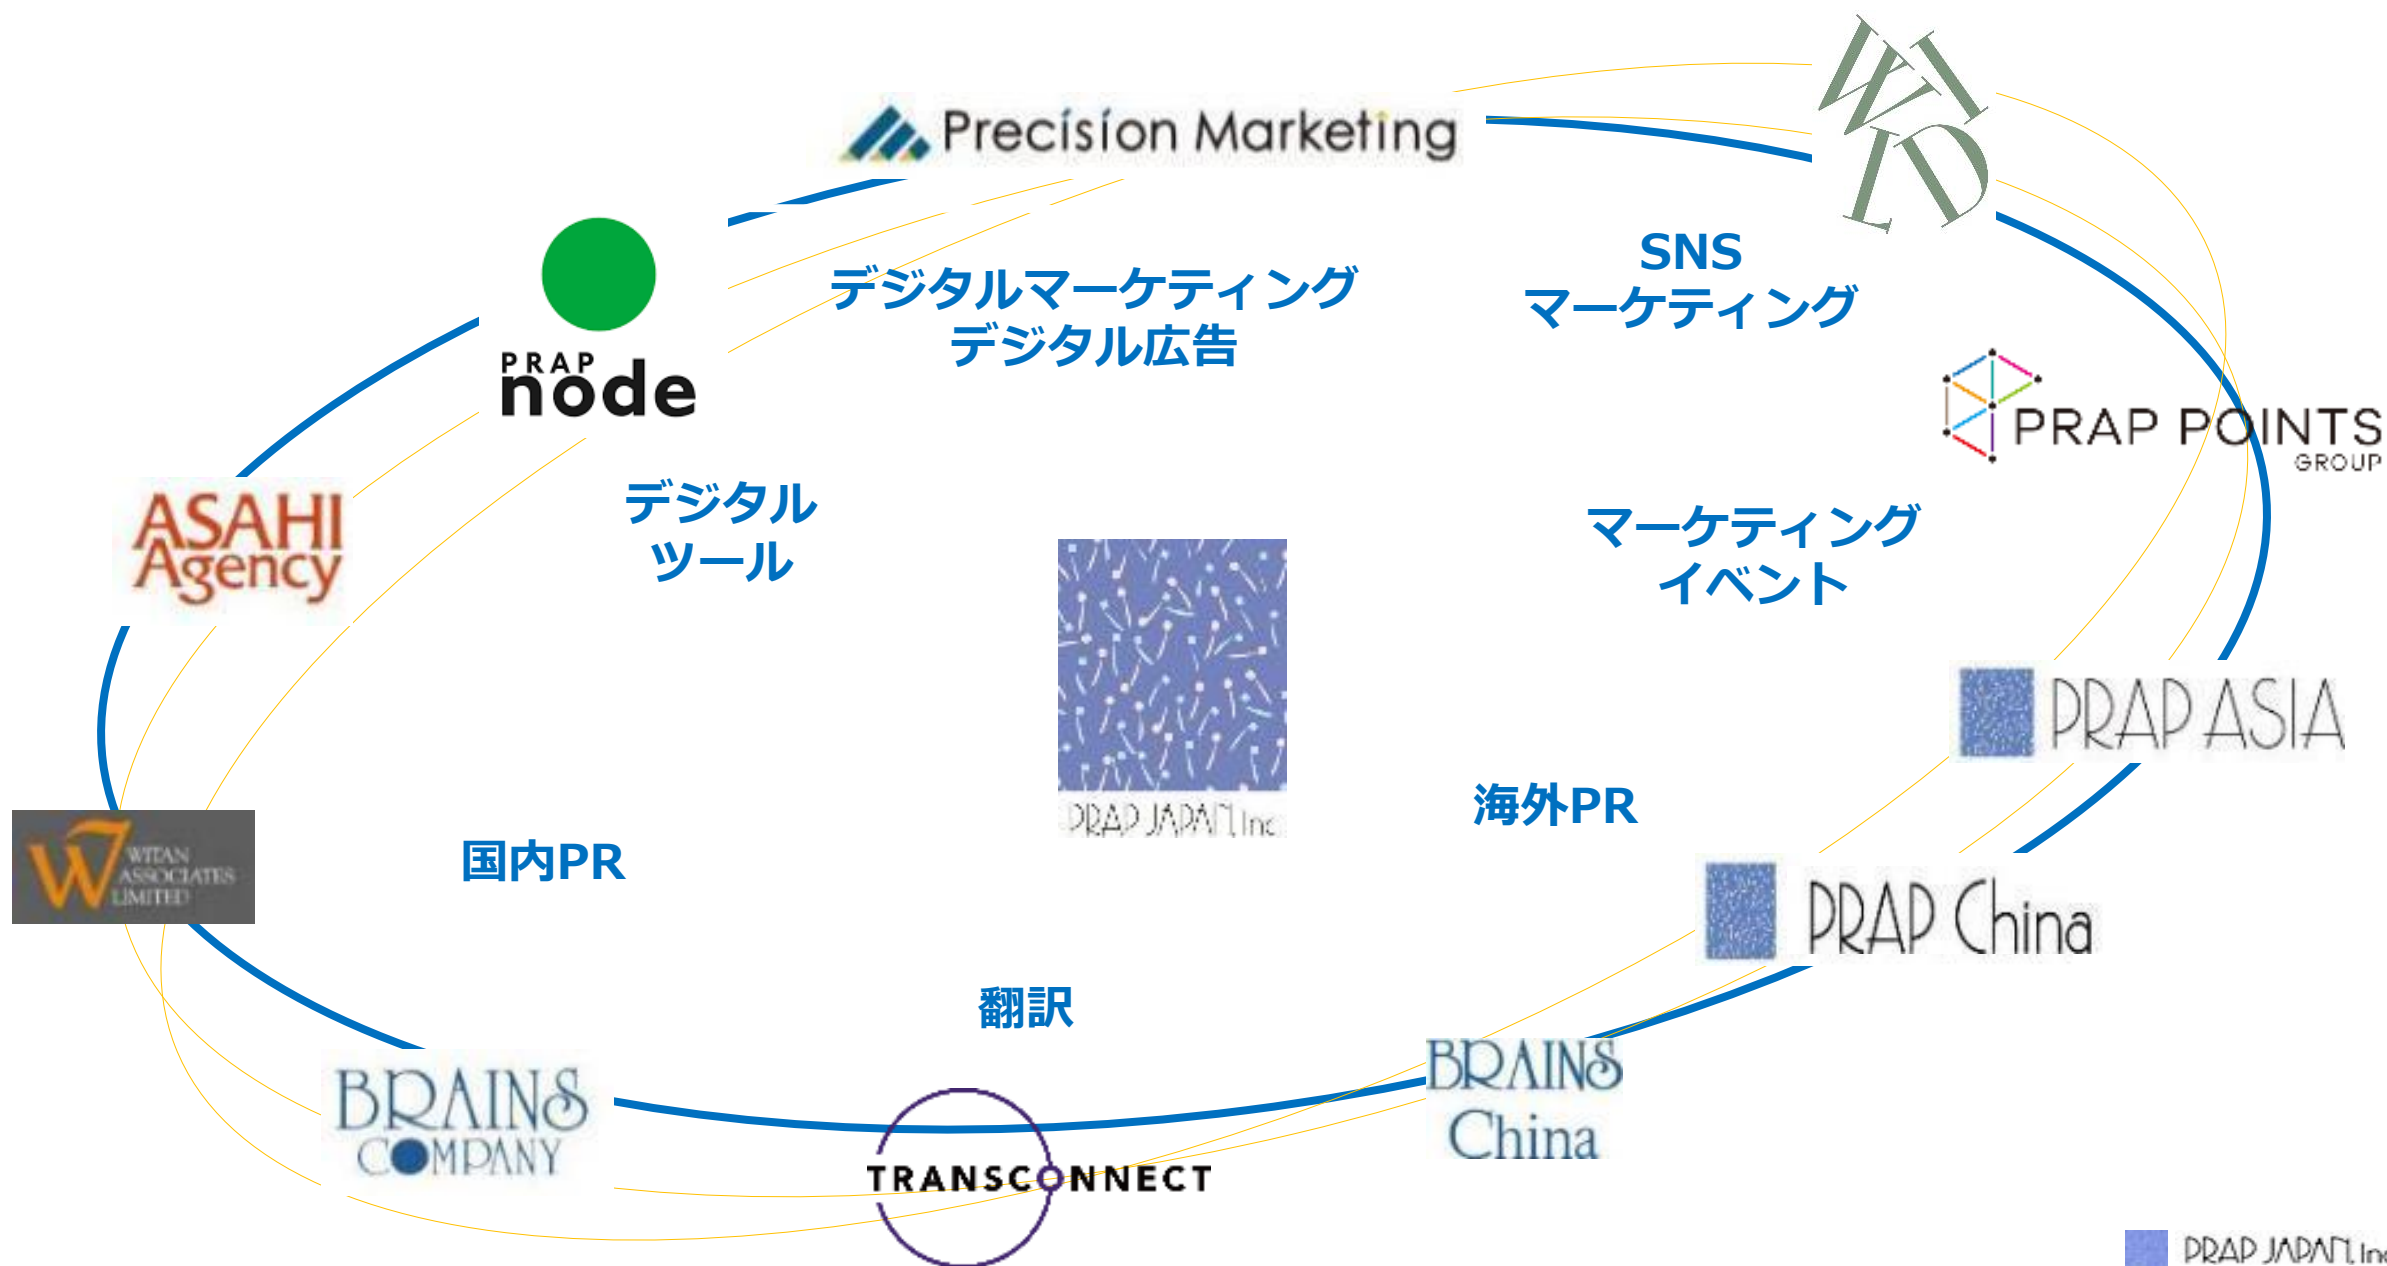 Precision Marketing
WILD
PRAP
node
デジタルマーケティング
デジタル広告
SNS
マーケティング
PRAP POINTS
GROUP
ASAHI
Agency
デジタル
ツール
マーケティング
イベント
PRAP JAPAN, Inc
PRAP ASIA
海外PR
WITAN
ASSOCIATES
LIMITED
国内PR
PRAP China
翻訳
BRAINS
China
BRAINS
COMPANY
TRANSCONNECT
PRAP JAPAN, Inc